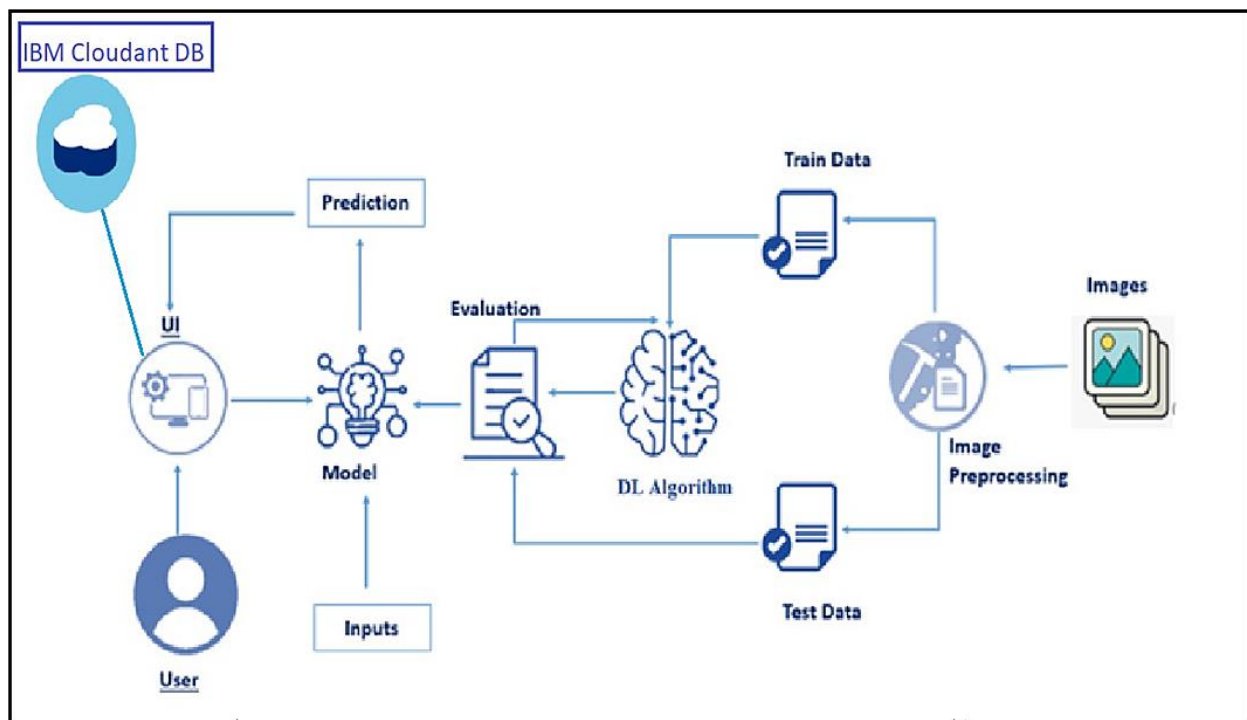 IBM Cloudant DB
Train Data
Prediction
Images
Evaluation
UI
Image
Preprocessing
Model
DL Algorithm
Test Data
Inputs
User